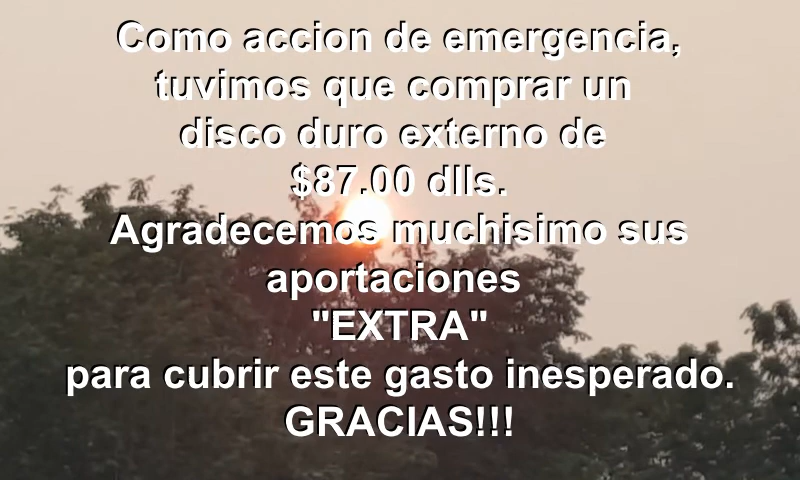 Como accion de emergencia,
tuvimos que comprar un
disco duro externo de
$87.00 dlls.
Agradecemos muchisimo sus
aportaciones
"EXTRA"
para cubrir este gasto inesperado.
GRACIAS!!!